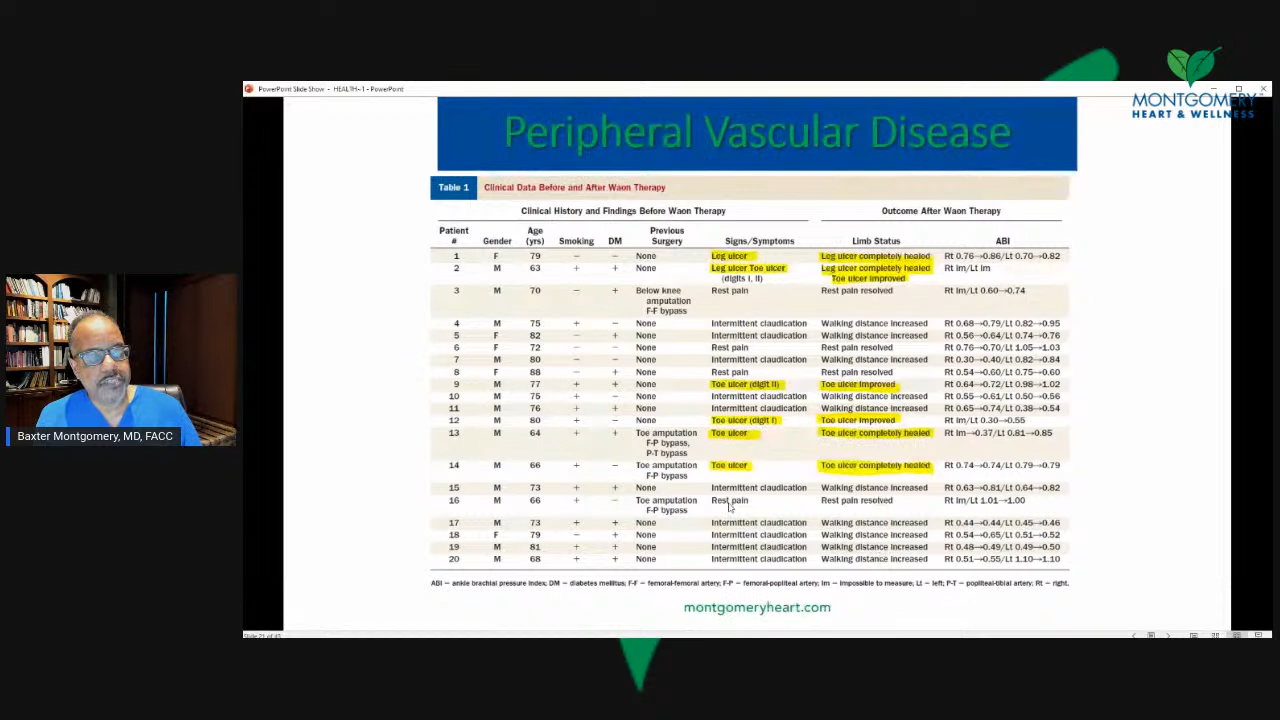 PowerPoint Slide Show - HEALTH~1 - PowerPoint
MONTGOMERY
HEART & WELLNESS
Peripheral Vascular Disease
Table 1 Clinical Data Before and After Waon Therapy
Clinical History and Findings Before Waon Therapy Outcome After Waon Therapy
Patient # Gender Age (yrs) Smoking DM Previous Surgery Signs/Symptoms Limb Status ABI
1 F 79 − − None Leg ulcer Leg ulcer completely healed Rt 0.76→0.86/Lt 0.70→0.82
2 M 63 + + None Leg ulcer Toe ulcer Leg ulcer completely healed Rt Im/Lt Im
(digits I, II) Toe ulcer improved
3 M 70 − + Below knee Rest pain Rest pain resolved Rt Im/Lt 0.60→0.74
amputation
F-F bypass
4 M 75 + − None Intermittent claudication Walking distance increased Rt 0.68→0.79/Lt 0.82→0.95
5 F 82 − + None Intermittent claudication Walking distance increased Rt 0.56→0.64/Lt 0.74→0.76
6 F 72 − − None Rest pain Rest pain resolved Rt 0.76→0.70/Lt 1.05→1.03
7 M 80 − − None Intermittent claudication Walking distance increased Rt 0.30→0.40/Lt 0.82→0.84
8 F 88 − + None Rest pain Rest pain resolved Rt 0.54→0.60/Lt 0.75→0.60
9 M 77 + + None Toe ulcer (digit II) Toe ulcer improved Rt 0.64→0.72/Lt 0.98→1.02
10 M 75 + − None Intermittent claudication Walking distance increased Rt 0.55→0.61/Lt 0.50→0.56
11 M 76 + + None Intermittent claudication Walking distance increased Rt 0.65→0.74/Lt 0.38→0.54
12 M 80 + − None Toe ulcer (digit I) Toe ulcer improved Rt Im/Lt 0.30→0.55
13 M 64 + + Toe amputation Toe ulcer Toe ulcer completely healed Rt Im→0.37/Lt 0.81→0.85
F-P bypass,
P-T bypass
14 M 66 + − Toe amputation Toe ulcer Toe ulcer completely healed Rt 0.74→0.74/Lt 0.79→0.79
F-P bypass
15 M 73 + + None Intermittent claudication Walking distance increased Rt 0.63→0.81/Lt 0.64→0.82
16 M 66 + − Toe amputation Rest pain Rest pain resolved Rt Im/Lt 1.01→1.00
F-P bypass
17 M 73 + + None Intermittent claudication Walking distance increased Rt 0.44→0.44/Lt 0.45→0.46
18 F 79 − + None Intermittent claudication Walking distance increased Rt 0.54→0.65/Lt 0.51→0.52
19 M 81 + + None Intermittent claudication Walking distance increased Rt 0.48→0.49/Lt 0.49→0.50
20 M 68 + + None Intermittent claudication Walking distance increased Rt 0.51→0.55/Lt 1.10→1.10
ABI = ankle brachial pressure index; DM = diabetes mellitus; F-F = femoral-femoral artery; F-P = femoral-popliteal artery; Im = impossible to measure; Lt = left; P-T = popliteal-tibial artery; Rt = right.
montgomeryheart.com
Slide 21 of 45
Baxter Montgomery, MD, FACC